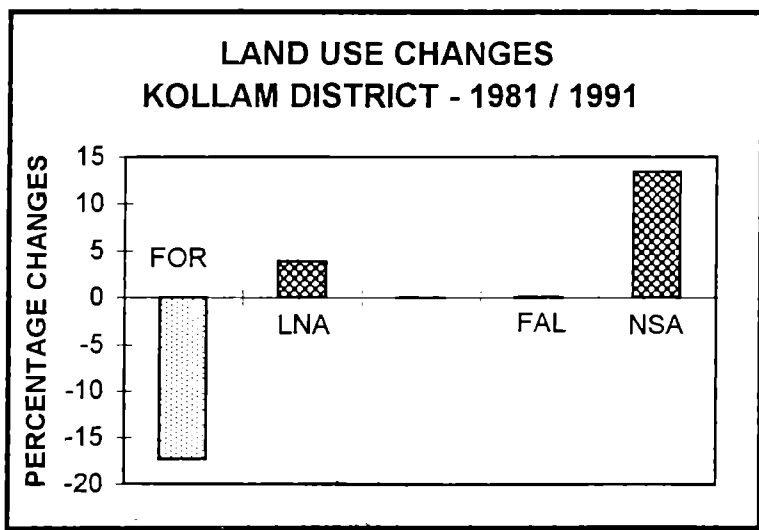 LAND USE CHANGES
KOLLAM DISTRICT - 1981 / 1991
PERCENTAGE CHANGES
15
10
5
0
-5
-10
-15
-20
FOR
LNA
FAL
NSA